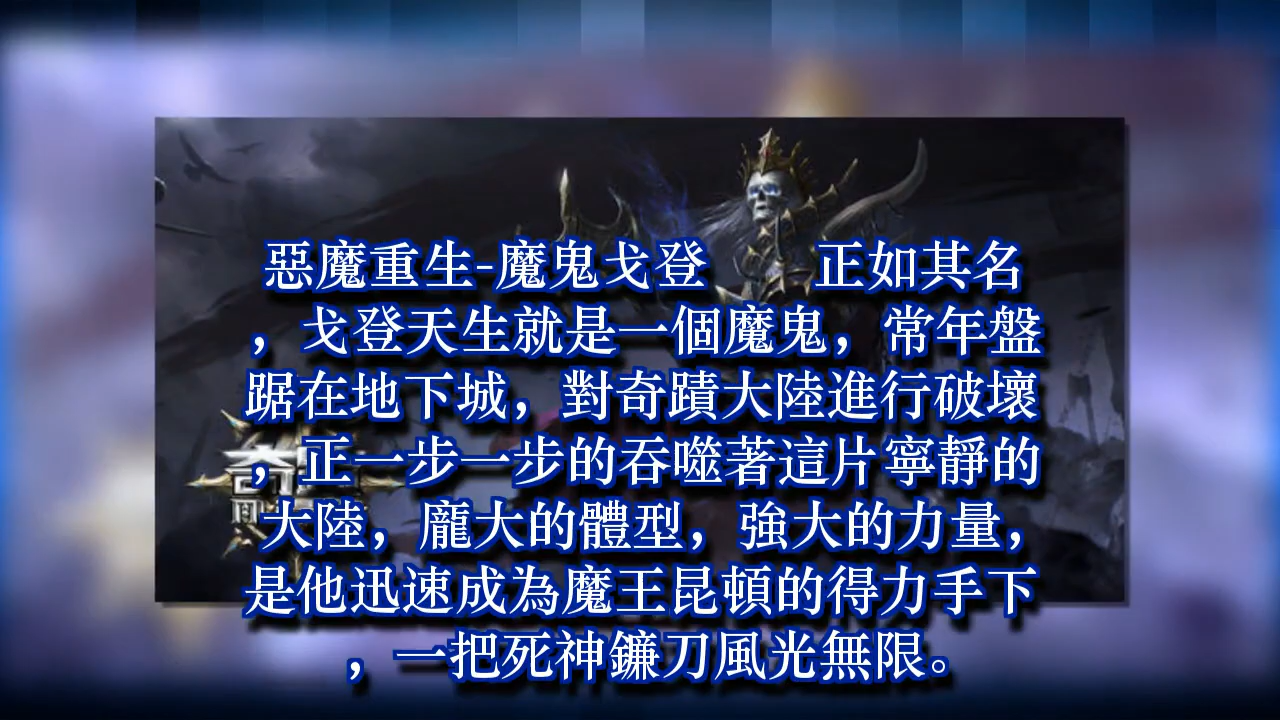 惡魔重生-魔鬼戈登　　正如其名
，戈登天生就是一個魔鬼，常年盤
踞在地下城，對奇蹟大陸進行破壞
，正一步一步的吞噬著這片寧靜的
大陸，龐大的體型，強大的力量，
是他迅速成為魔王昆頓的得力手下
，一把死神鐮刀風光無限。
奇